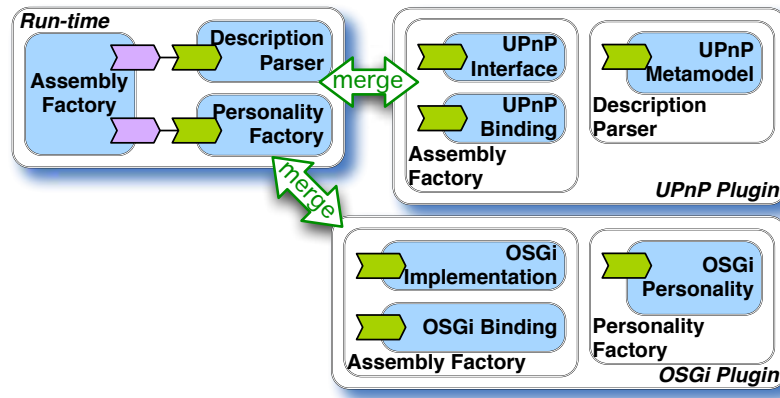 Run-time
Assembly
Factory
Description
Parser
Personality
Factory
merge
merge
UPnP
Interface
UPnP
Binding
Assembly
Factory
UPnP
Metamodel
Description
Parser
UPnP Plugin
OSGi
Implementation
OSGi Binding
Assembly Factory
OSGi
Personality
Personality
Factory
OSGi Plugin